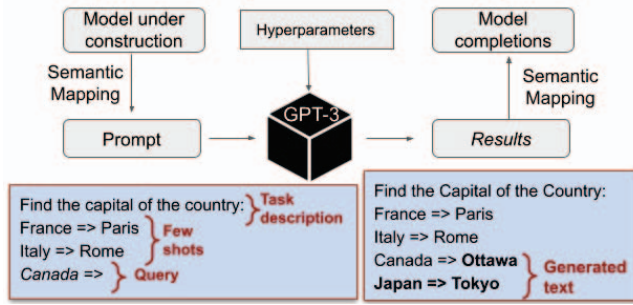 Model under
construction
Hyperparameters
Model
completions
Semantic
Mapping
GPT-3
Semantic
Mapping
Prompt
Results
Find the capital of the country:
France => Paris
Italy => Rome
Canada =>
Task
description
Few
shots
Query
Find the Capital of the Country:
France => Paris
Italy => Rome
Canada => Ottawa
Japan => Tokyo
Generated
text